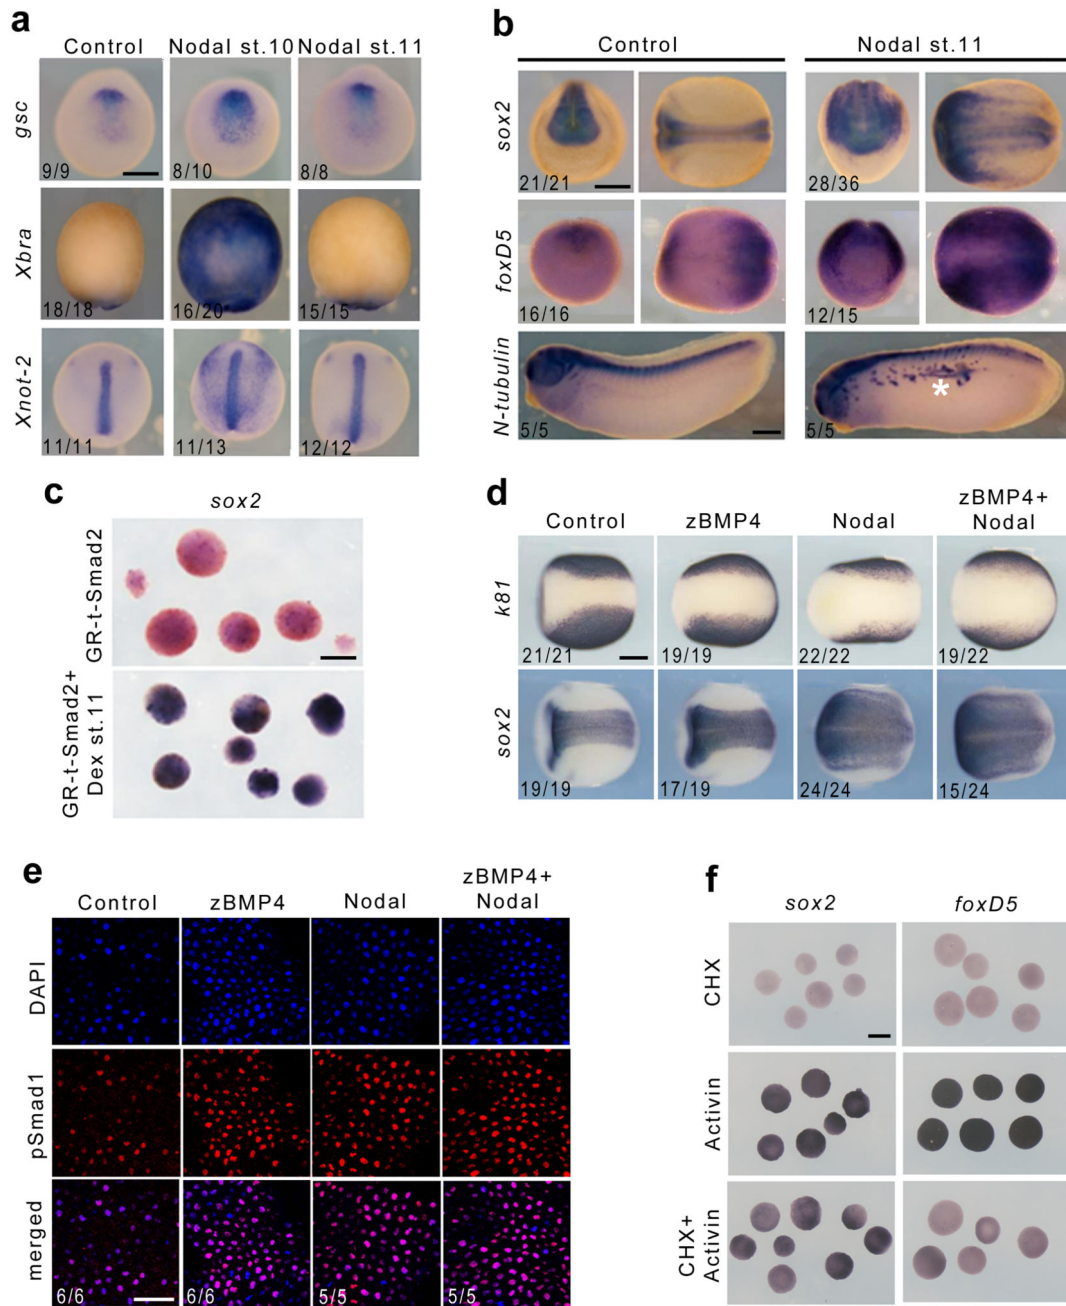 a
Control Nodal st.10 Nodal st.11
gsc
9/9 8/10 8/8
Xbra
18/18 16/20 15/15
Xnot-2
11/11 11/13 12/12
b
Control Nodal st.11
sox2
21/21 28/36
foxD5
16/16 12/15
N-tubulin
5/5 5/5
*
c
sox2
GR-t-Smad2
GR-t-Smad2+
Dex st.11
d
Control zBMP4 Nodal zBMP4+
Nodal
k81
21/21 19/19 22/22 19/22
sox2
19/19 17/19 24/24 15/24
e
Control zBMP4 Nodal zBMP4+
Nodal
DAPI
pSmad1
merged
6/6 6/6 5/5 5/5
f
sox2 foxD5
CHX
Activin
CHX+
Activin